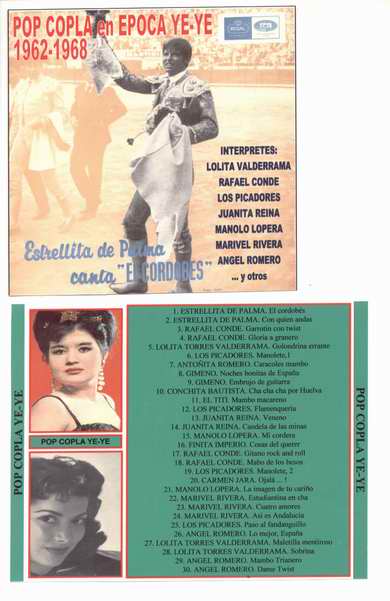 POP COPLA en EPOCA YE-YE
1962-1968
REGAL
INTERPRETES:
LOLITA VALDERRAMA
RAFAEL CONDE
LOS PICADORES
JUANITA REINA
MANOLO LOPERA
MARIVEL RIVERA
ANGEL ROMERO
... y otros
Estrellita de Palma
canta "EL CORDOBES"
POP COPLA YE-YE
POP COPLA YE-YE
1. ESTRELLITA DE PALMA. El cordobés
2. ESTRELLITA DE PALMA. Con quien andas
3. RAFAEL CONDE. Garrotín con twist
4. RAFAEL CONDE. Gloria a granero
5. LOLITA TORRES VALDERRAMA. Golondrina errante
6. LOS PICADORES. Manolete,1
7. ANTOÑITA ROMERO. Caracoles mambo
8. GIMENO. Noches bonitas de España
9. GIMENO. Embrujo de guitarra
10. CONCHITA BAUTISTA. Cha cha cha por Huelva
11. EL TITI. Mambo macareno
12. LOS PICADORES. Flamenquería
13. JUANITA REINA. Veneno
14. JUANITA REINA. Candela de las minas
15. MANOLO LOPERA. Mi cordera
16. FINITA IMPERIO. Cosas del querer
17. RAFAEL CONDE. Gitano rock and roll
18. RAFAEL CONDE. Mabo de los besos
19. LOS PICADORES. Manolete, 2
20. CARMEN JARA. Ojalá ... !
21. MANOLO LOPERA. La imagen de tu cariño
22. MARIVEL RIVERA. Estudiantina en cha
23. MARIVEL RIVERA. Cuatro amores
24. MARIVEL RIVERA. Así es Andalucía
25. LOS PICADORES. Paso al fandanguillo
26. ANGEL ROMERO. Lo mejor, España
27. LOLITA TORRES VALDERRAMA. Maletilla mentiroso
28. LOLITA TORRES VALDERRAMA. Sobrina
29. ANGEL ROMERO. Mambo Trianero
30. ANGEL ROMERO. Dame Twist
POP COPLA YE-YE